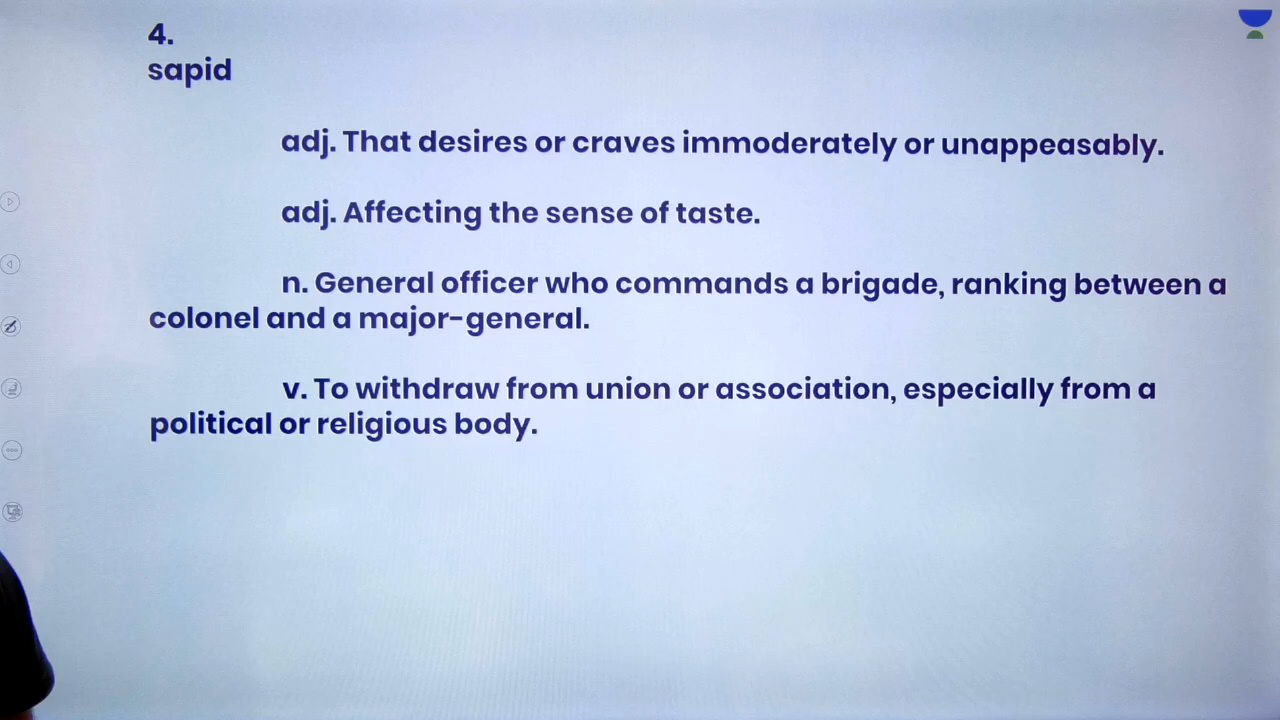 4.
sapid
adj. That desires or craves immoderately or unappeasably.
adj. Affecting the sense of taste.
n. General officer who commands a brigade, ranking between a
colonel and a major-general.
v. To withdraw from union or association, especially from a
political or religious body.